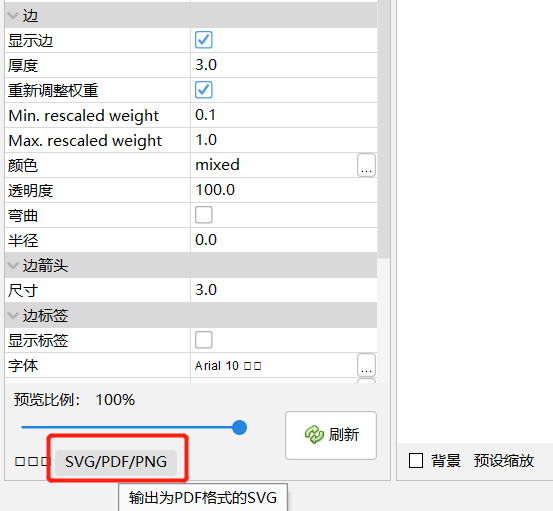 边
显示边
厚度 3.0
重新调整权重
Min. rescaled weight 0.1
Max. rescaled weight 1.0
颜色 mixed ...
透明度 100.0
弯曲
半径 0.0
边箭头
尺寸 3.0
边标签
显示标签
字体 Arial 10 □□ ...
预览比例: 100%
刷新
□□□ SVG/PDF/PNG
背景 预设缩放
输出为PDF格式的SVG